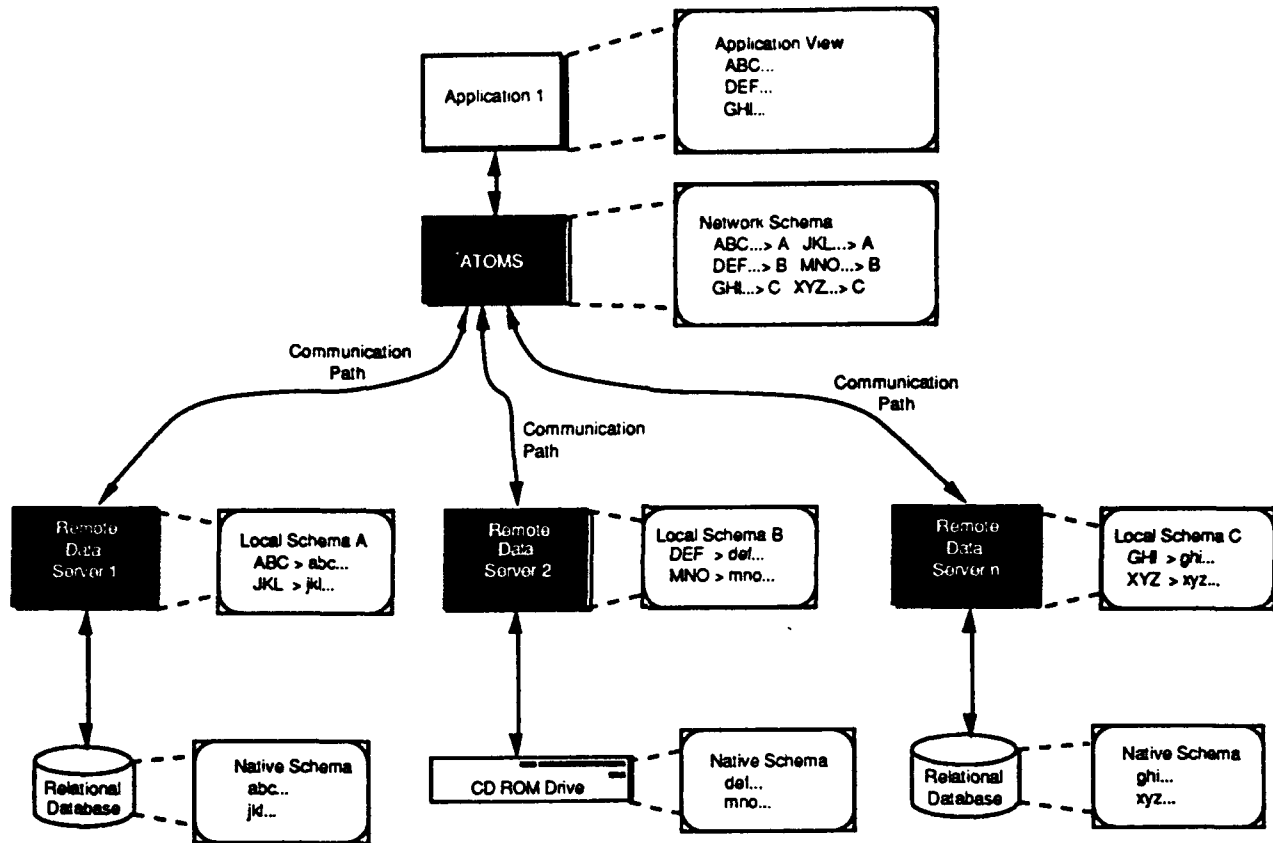 Application 1
Application View
ABC...
DEF...
GHI...
ATOMS
Network Schema
ABC...> A JKL...> A
DEF...> B MNO...> B
GHI...> C XYZ...> C
Communication
Path
Communication
Path
Communication
Path
Remote
Data
Server 1
Local Schema A
ABC > abc...
JKL > jkl...
Remote
Data
Server 2
Local Schema B
DEF > def...
MNO > mno...
Remote
Data
Server n
Local Schema C
GHI > ghi...
XYZ > xyz...
Relational
Database
Native Schema
abc...
jkl...
CD ROM Drive
Native Schema
def...
mno...
Relational
Database
Native Schema
ghi...
xyz...